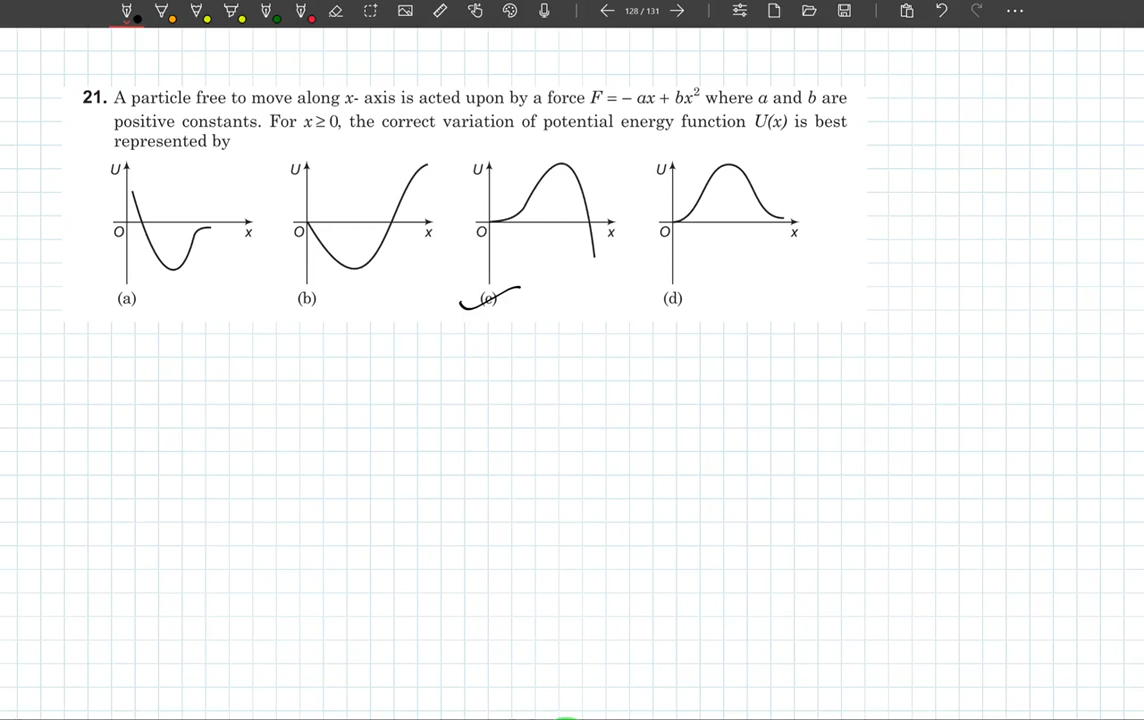 128 / 131
21. A particle free to move along x- axis is acted upon by a force F = – ax + bx² where a and b are
positive constants. For x ≥ 0, the correct variation of potential energy function U(x) is best
represented by
U U U U
O x O x O x O x
(a) (b) (c) (d)